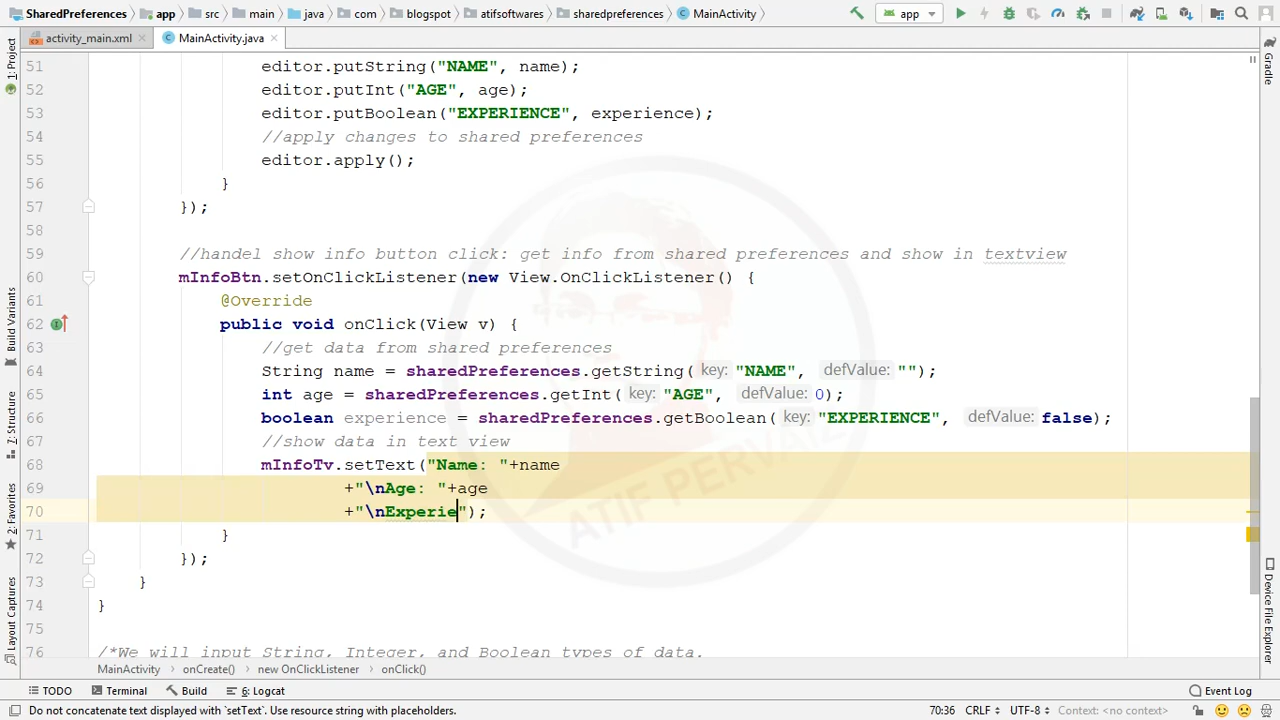 SharedPreferences app src main java com blogspot atifsoftwares sharedpreferences MainActivity app
activity_main.xml MainActivity.java
51 editor.putString("NAME", name);
52 editor.putInt("AGE", age);
53 editor.putBoolean("EXPERIENCE", experience);
54 //apply changes to shared preferences
55 editor.apply();
56 }
57 });
58
59 //handel show info button click: get info from shared preferences and show in textview
60 mInfoBtn.setOnClickListener(new View.OnClickListener() {
61 @Override
62 public void onClick(View v) {
63 //get data from shared preferences
64 String name = sharedPreferences.getString( key: "NAME", defValue: "");
65 int age = sharedPreferences.getInt( key: "AGE", defValue: 0);
66 boolean experience = sharedPreferences.getBoolean( key: "EXPERIENCE", defValue: false);
67 //show data in text view
68 mInfoTv.setText("Name: "+name
69 +"\nAge: "+age
70 +"\nExperie");
71 }
72 });
73 }
74 }
75
76 /*We will input String, Integer, and Boolean types of data.
MainActivity onCreate() new OnClickListener onClick()
TODO Terminal Build 6: Logcat Event Log
Do not concatenate text displayed with `setText`. Use resource string with placeholders. 70:36 CRLF UTF-8 Context: <no context>
1: Project
Build Variants
7: Structure
2: Favorites
Layout Captures
Gradle
Device File Explorer
ATIF PERVAIZ